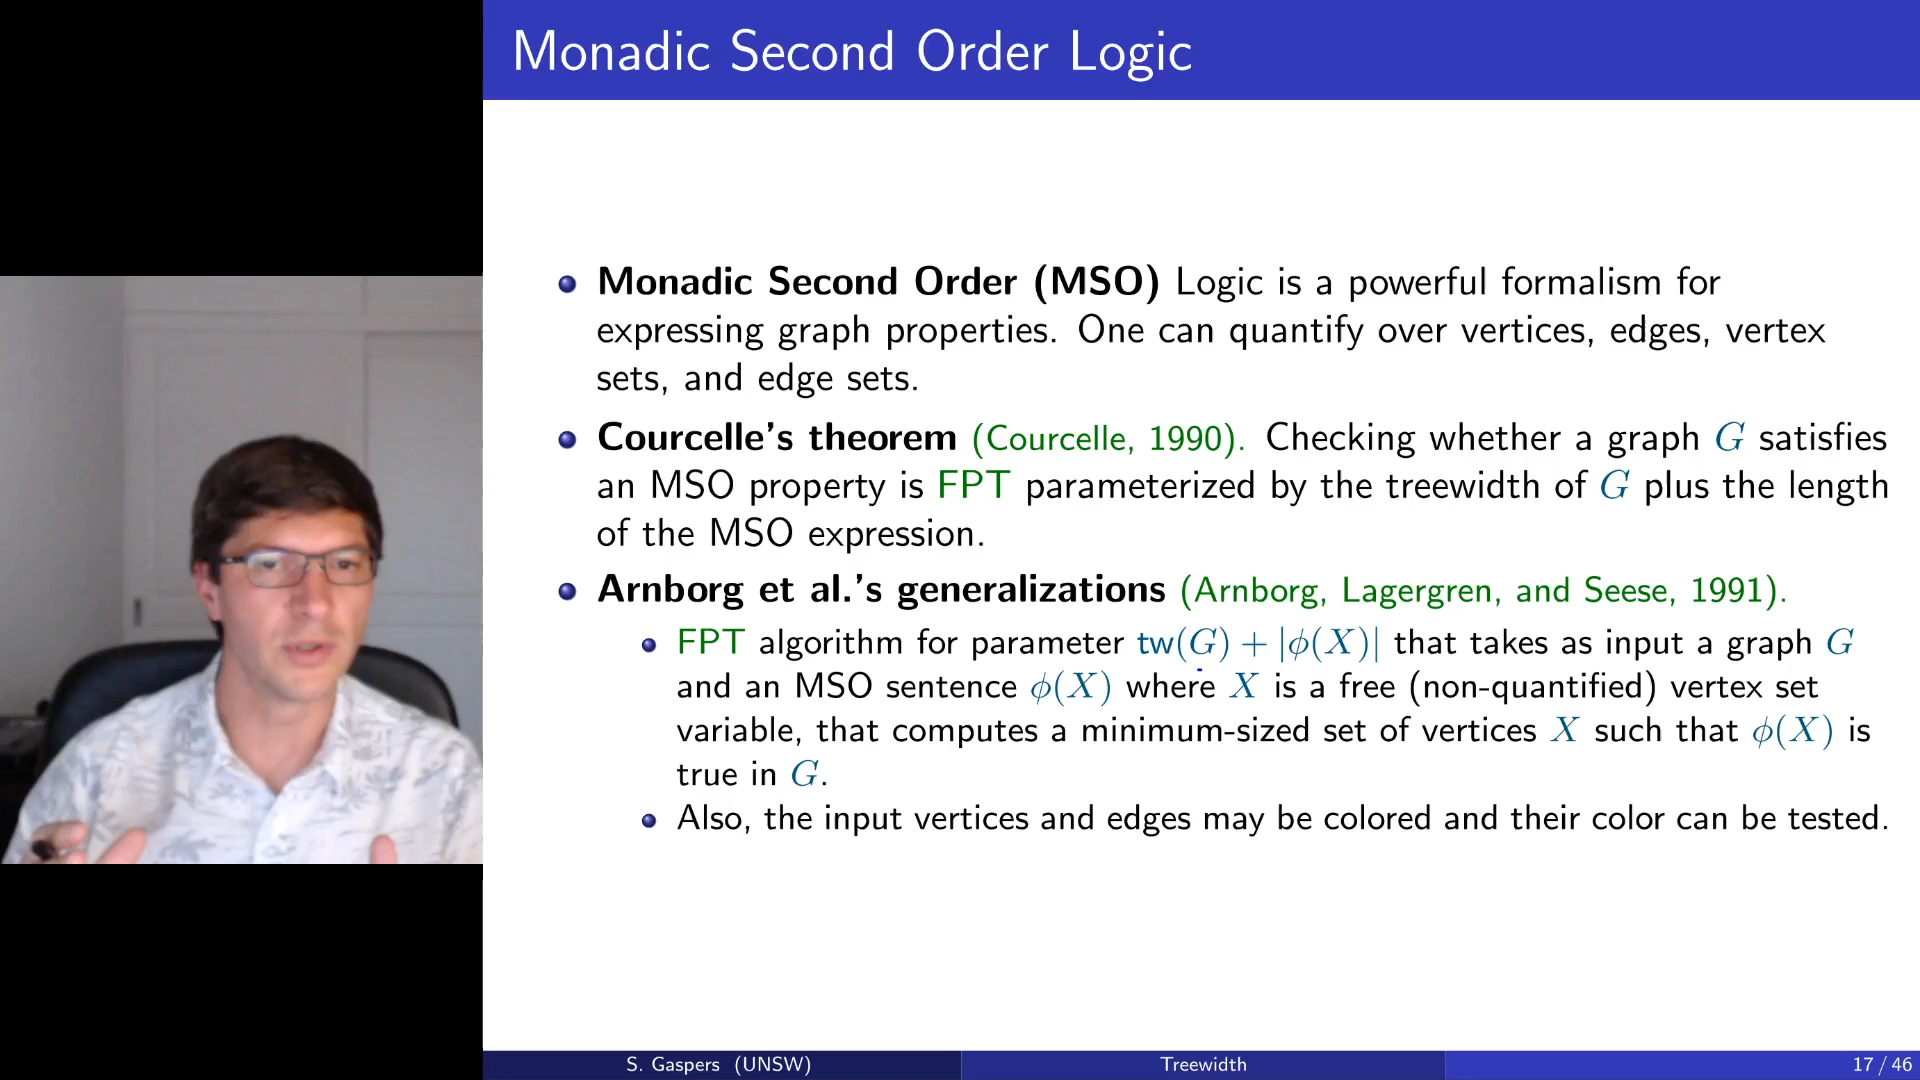 Monadic Second Order Logic
Monadic Second Order (MSO) Logic is a powerful formalism for
expressing graph properties. One can quantify over vertices, edges, vertex
sets, and edge sets.
Courcelle's theorem (Courcelle, 1990). Checking whether a graph G satisfies
an MSO property is FPT parameterized by the treewidth of G plus the length
of the MSO expression.
Arnborg et al.'s generalizations (Arnborg, Lagergren, and Seese, 1991).
FPT algorithm for parameter tw(G) + |ϕ(X)| that takes as input a graph G
and an MSO sentence ϕ(X) where X is a free (non-quantified) vertex set
variable, that computes a minimum-sized set of vertices X such that ϕ(X) is
true in G.
Also, the input vertices and edges may be colored and their color can be tested.
S. Gaspers (UNSW)
Treewidth
17 / 46